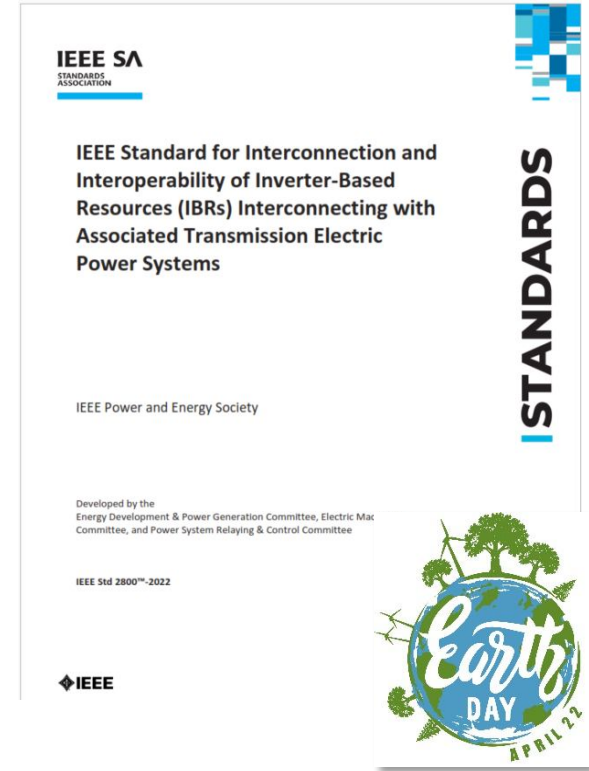 IEEE SA
STANDARDS
ASSOCIATION
IEEE Standard for Interconnection and
Interoperability of Inverter-Based
Resources (IBRs) Interconnecting with
Associated Transmission Electric
Power Systems
STANDARDS
IEEE Power and Energy Society
Developed by the
Energy Development & Power Generation Committee, Electric Mac
Committee, and Power System Relaying & Control Committee
IEEE Std 2800™-2022
IEEE
Earth
DAY
APRIL 22